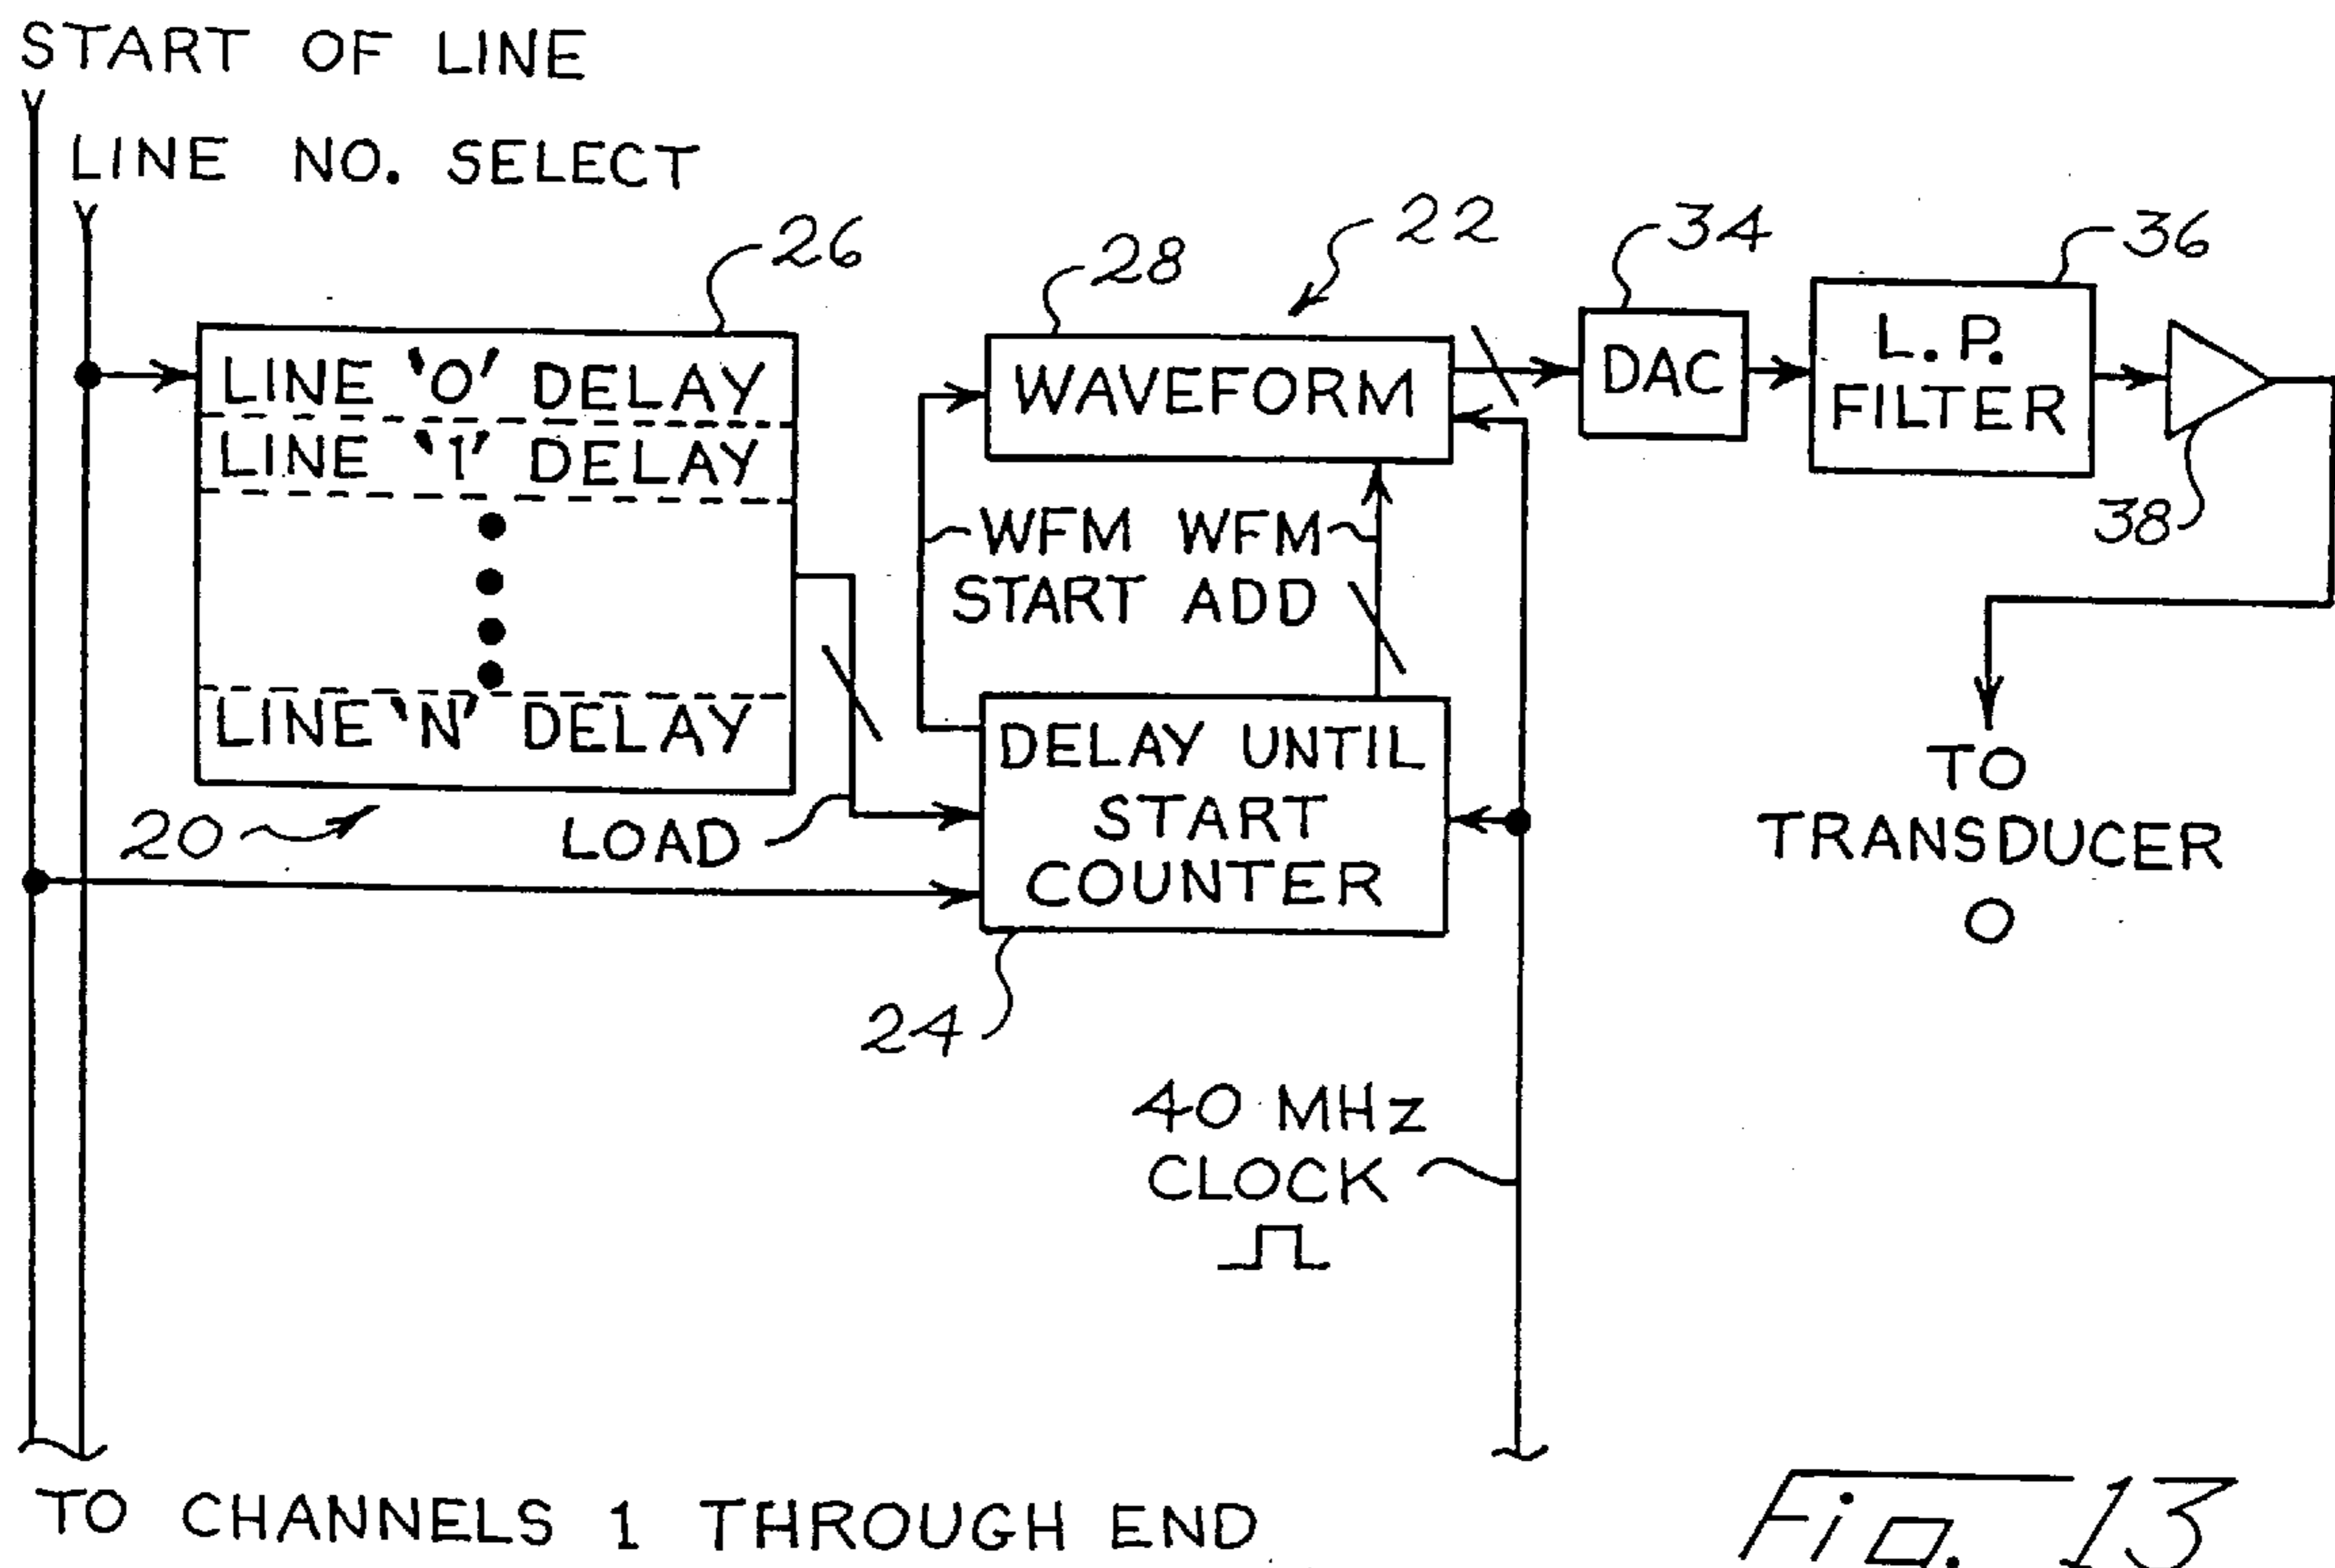 START OF LINE
LINE NO. SELECT
26
28
22
34
36
LINE '0' DELAY
LINE '1' DELAY
LINE 'N' DELAY
WAVEFORM
DAC
L.P.
FILTER
38
WFM WFM
START ADD
20
LOAD
DELAY UNTIL
START
COUNTER
24
TO
TRANSDUCER
0
40 MHz
CLOCK
TO CHANNELS 1 THROUGH END
Fig. 13